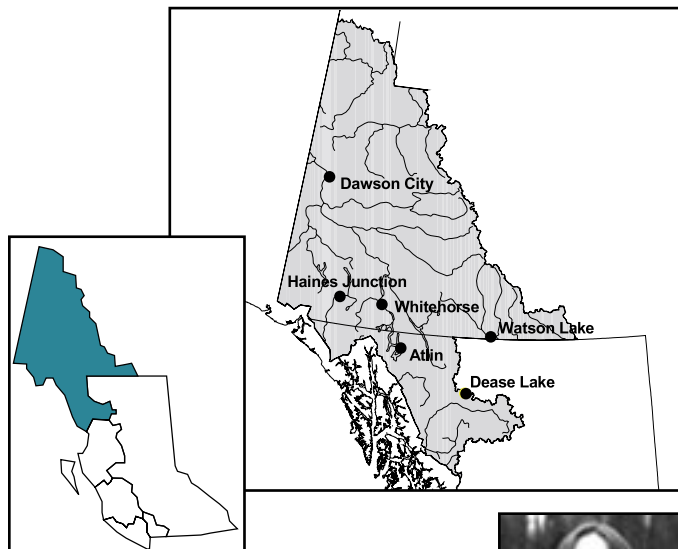 Dawson City
Haines Junction
Whitehorse
Watson Lake
Atlin
Dease Lake